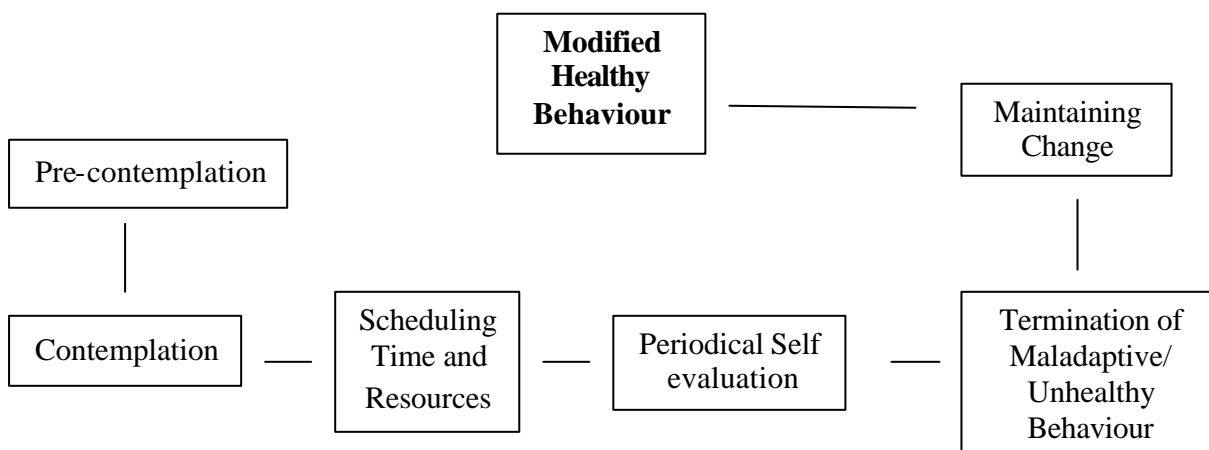 Modified
Healthy
Behaviour
Maintaining
Change
Pre-contemplation
Contemplation
Scheduling
Time and
Resources
Periodical Self
evaluation
Termination of
Maladaptive/
Unhealthy
Behaviour